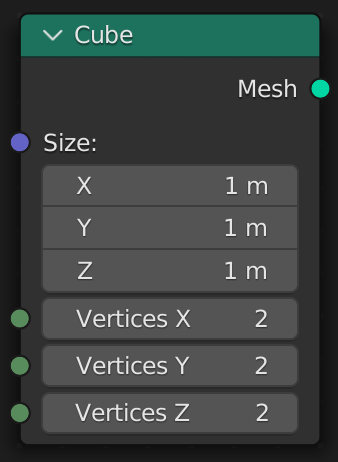 Cube
Mesh
Size:
X 1 m
Y 1 m
Z 1 m
Vertices X 2
Vertices Y 2
Vertices Z 2